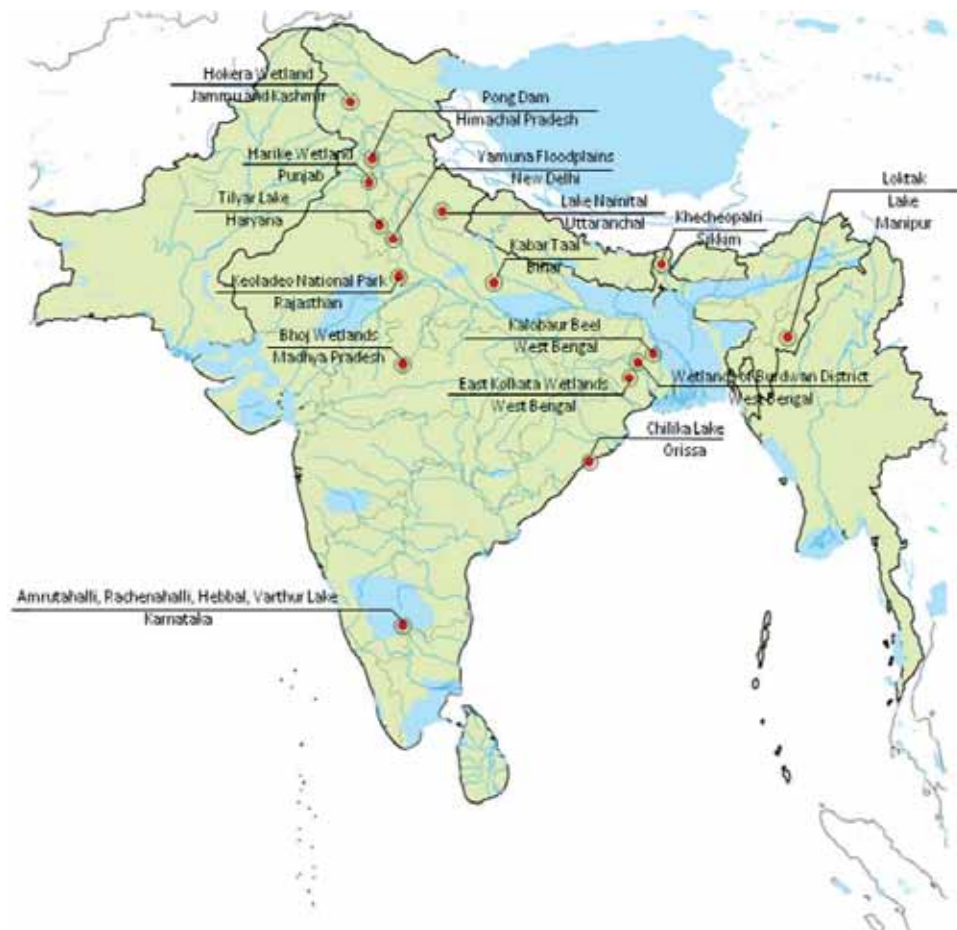 Hokera Wetland
Jammu and Kashmir
Pong Dam
Himachal Pradesh
Harike Wetland
Punjab
Yamuna Floodplains
New Delhi
Loktak
Lake
Manipur
Tilyar Lake
Haryana
Lake Nainital
Uttaranchal
Khecheopalri
Sikkim
Kabar Taal
Bihar
Keoladeo National Park
Rajasthan
Bhoj Wetlands
Madhya Pradesh
Kalobaur Beel
West Bengal
East Kolkata Wetlands
West Bengal
Wetlands of Burdwan District
West Bengal
Chilika Lake
Orissa
Amrutahalli, Rachenahalli, Hebbal, Varthur Lake
Karnataka